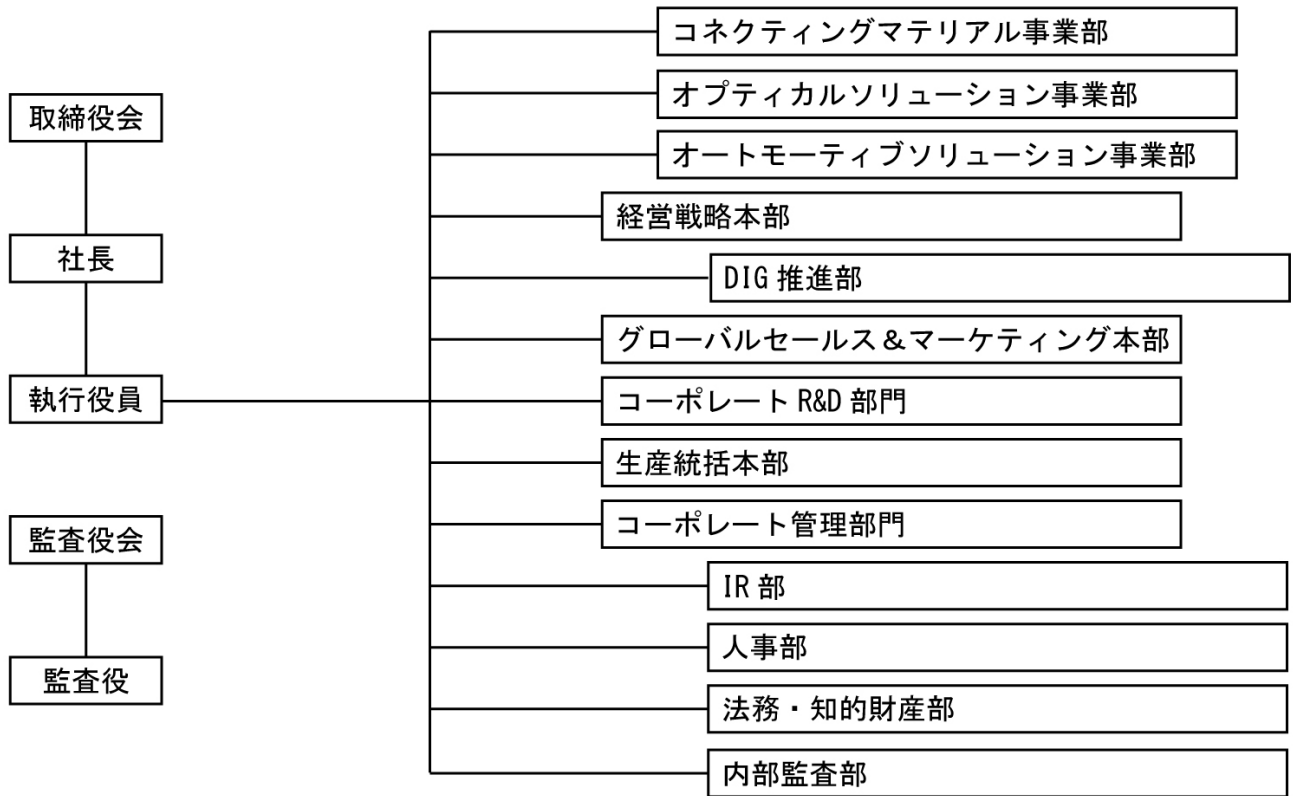 取締役会
社長
執行役員
監査役会
監査役
コネクティングマテリアル事業部
オプティカルソリューション事業部
オートモーティブソリューション事業部
経営戦略本部
DIG 推進部
グローバルセールス＆マーケティング本部
コーポレート R&D 部門
生産統括本部
コーポレート管理部門
IR 部
人事部
法務・知的財産部
内部監査部